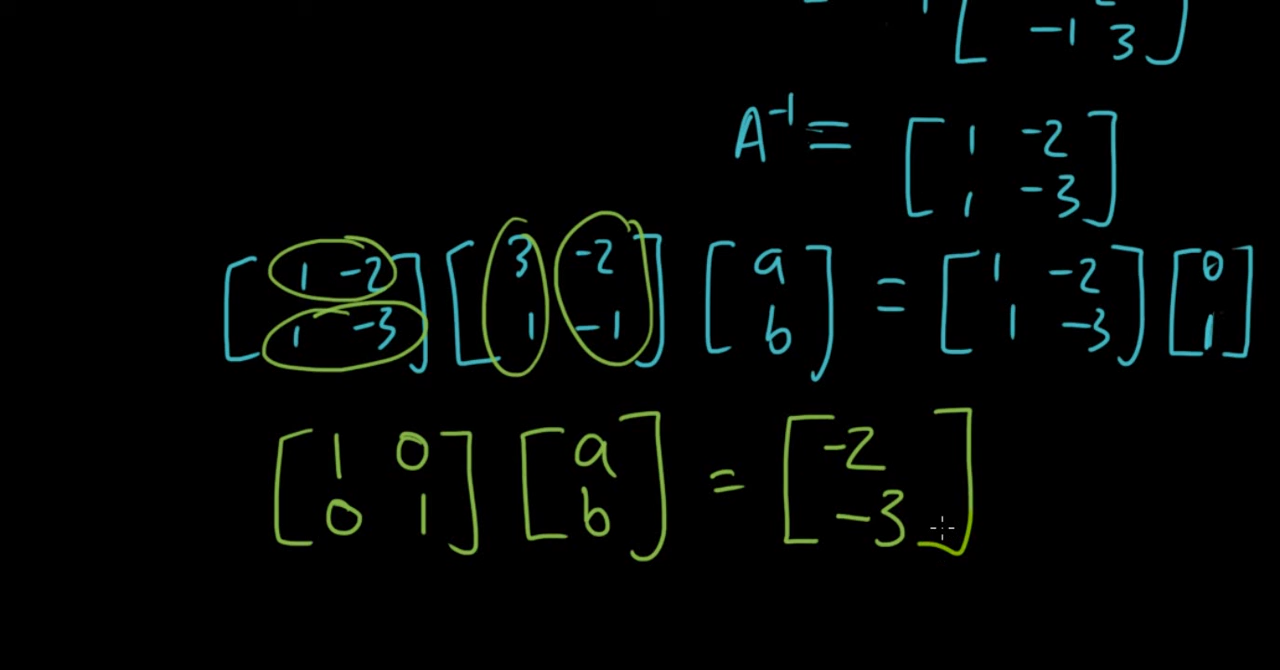 -1 3
A⁻¹ = [1 -2
1 -3]
[1 -2 1 -3] [3 -2 1 -1] [a b] = [1 -2 1 -3] [0 1]
[1 0 0 1] [a b] = [-2 -3]